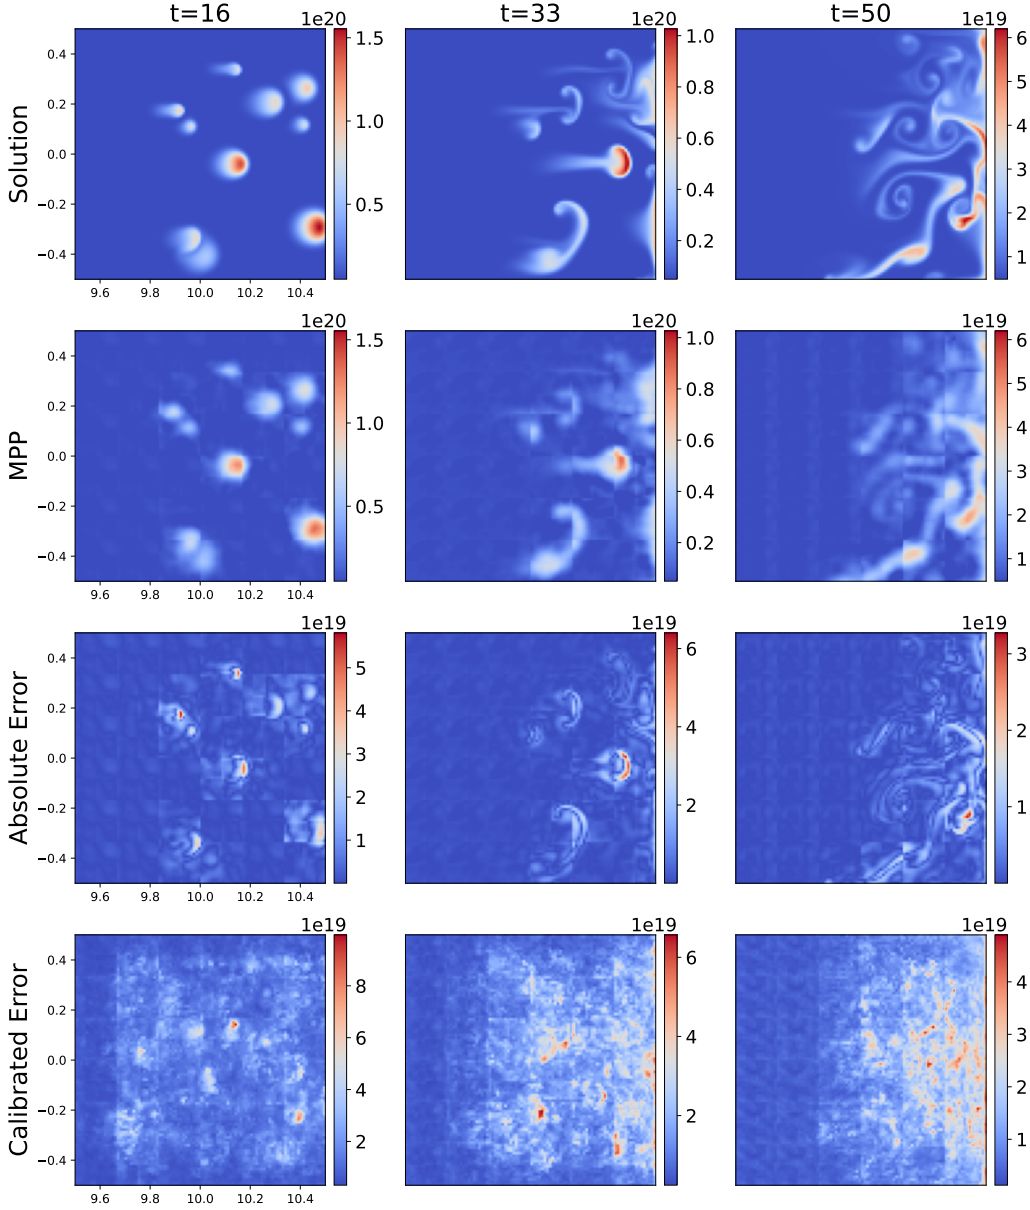 t=16 t=33 t=50
1e20 1e20 1e19
Solution
0.4 0.2 0.0 −0.2 −0.4
9.6 9.8 10.0 10.2 10.4
1.5 1.0 0.5
1.0 0.8 0.6 0.4 0.2
6 5 4 3 2 1
1e20 1e20 1e19
MPP
0.4 0.2 0.0 −0.2 −0.4
9.6 9.8 10.0 10.2 10.4
1.5 1.0 0.5
1.0 0.8 0.6 0.4 0.2
6 5 4 3 2 1
1e19 1e19 1e19
Absolute Error
0.4 0.2 0.0 −0.2 −0.4
9.6 9.8 10.0 10.2 10.4
5 4 3 2 1
6 4 2
3 2 1
1e19 1e19 1e19
Calibrated Error
0.4 0.2 0.0 −0.2 −0.4
9.6 9.8 10.0 10.2 10.4
8 6 4 2
6 4 2
4 3 2 1